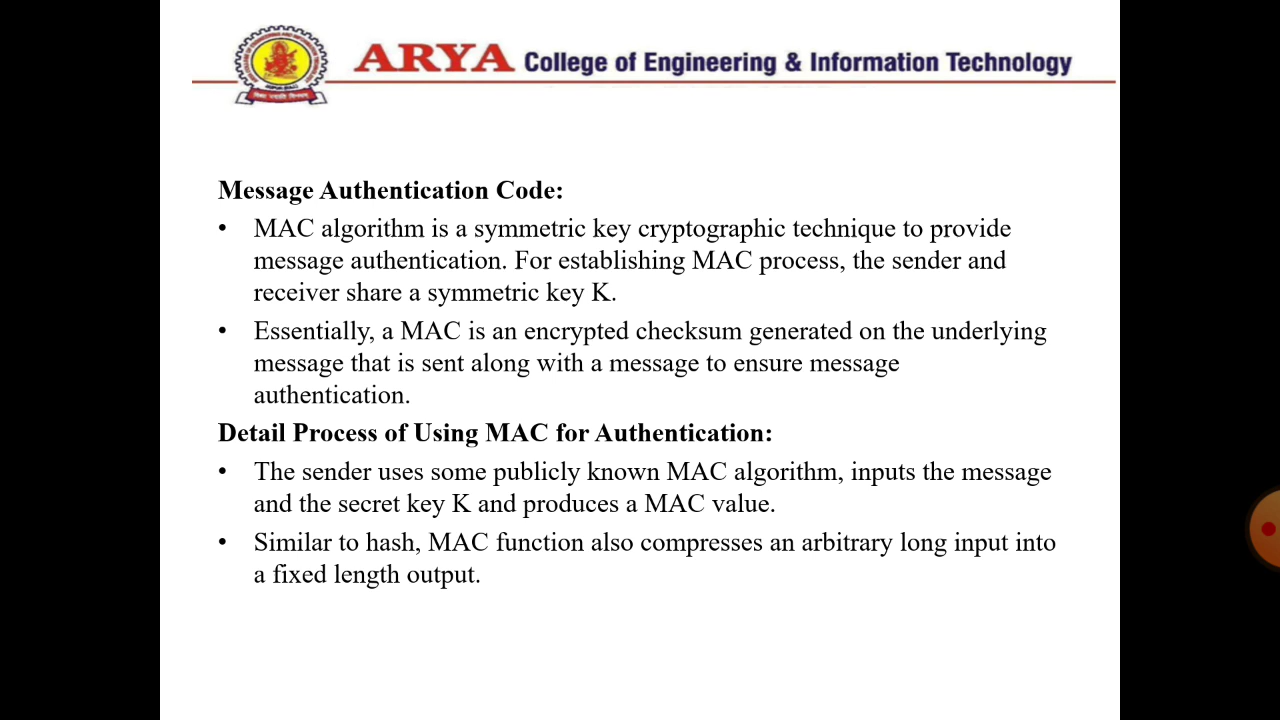 ARYA College of Engineering & Information Technology
Message Authentication Code:
• MAC algorithm is a symmetric key cryptographic technique to provide
message authentication. For establishing MAC process, the sender and
receiver share a symmetric key K.
• Essentially, a MAC is an encrypted checksum generated on the underlying
message that is sent along with a message to ensure message
authentication.
Detail Process of Using MAC for Authentication:
• The sender uses some publicly known MAC algorithm, inputs the message
and the secret key K and produces a MAC value.
• Similar to hash, MAC function also compresses an arbitrary long input into
a fixed length output.